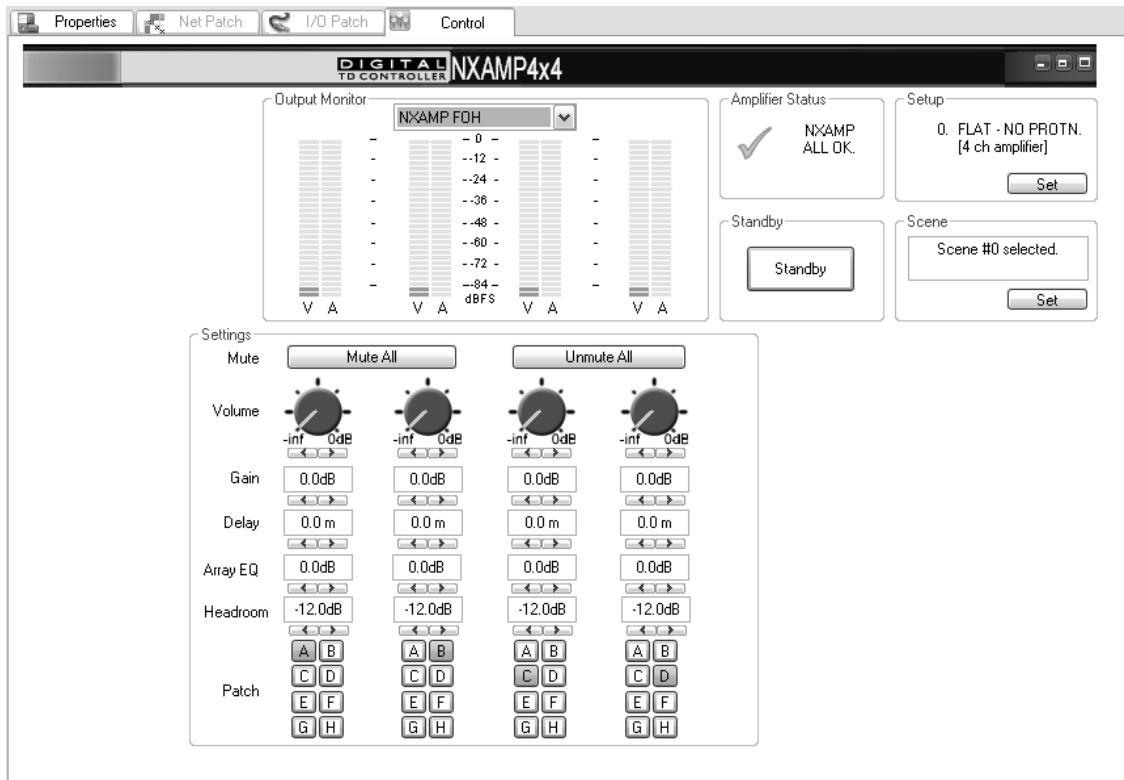 Properties Net Patch I/O Patch Control
DIGITAL
TD CONTROLLER NXAMP4x4
Output Monitor
NXAMP FOH
- 0 -
--12 -
--24 -
--36 -
--48 -
--60 -
--72 -
--84 -
dBFS
V A V A V A V A
Amplifier Status
NXAMP
ALL OK.
Setup
0. FLAT - NO PROTN.
[4 ch amplifier]
Set
Standby
Standby
Scene
Scene #0 selected.
Set
Settings
Mute Mute All Unmute All
Volume
-inf 0dB -inf 0dB -inf 0dB -inf 0dB
Gain 0.0dB 0.0dB 0.0dB 0.0dB
Delay 0.0 m 0.0 m 0.0 m 0.0 m
Array EQ 0.0dB 0.0dB 0.0dB 0.0dB
Headroom -12.0dB -12.0dB -12.0dB -12.0dB
Patch
A B A B A B A B
C D C D C D C D
E F E F E F E F
G H G H G H G H